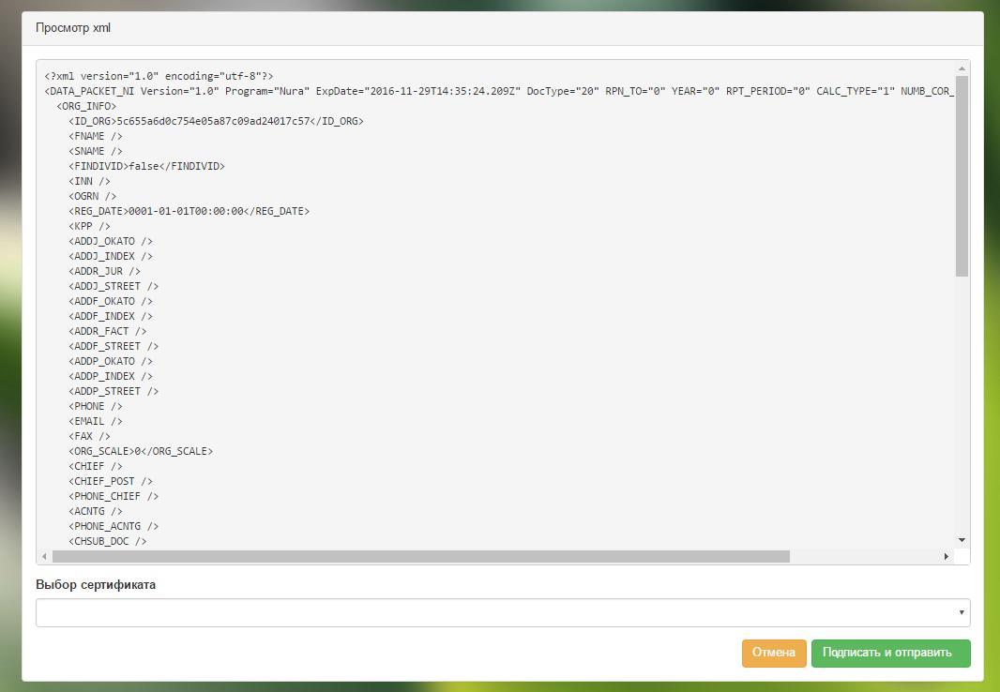 Просмотр xml
<?xml version="1.0" encoding="utf-8"?>
<DATA_PACKET_NI Version="1.0" Program="Nura" ExpDate="2016-11-29T14:35:24.209Z" DocType="20" RPN_TO="0" YEAR="0" RPT_PERIOD="0" CALC_TYPE="1" NUMB_COR_
<ORG_INFO>
<ID_ORG>5c655a6d0c754e05a87c09ad24017c57</ID_ORG>
<FNAME />
<SNAME />
<FINDIVID>false</FINDIVID>
<INN />
<OGRN />
<REG_DATE>0001-01-01T00:00:00</REG_DATE>
<KPP />
<ADDJ_OKATO />
<ADDJ_INDEX />
<ADDR_JUR />
<ADDJ_STREET />
<ADDF_OKATO />
<ADDF_INDEX />
<ADDR_FACT />
<ADDF_STREET />
<ADDP_OKATO />
<ADDP_INDEX />
<ADDP_STREET />
<PHONE />
<EMAIL />
<FAX />
<ORG_SCALE>0</ORG_SCALE>
<CHIEF />
<CHIEF_POST />
<PHONE_CHIEF />
<ACNTG />
<PHONE_ACNTG />
<CHSUB_DOC />
Выбор сертификата
Отмена
Подписать и отправить